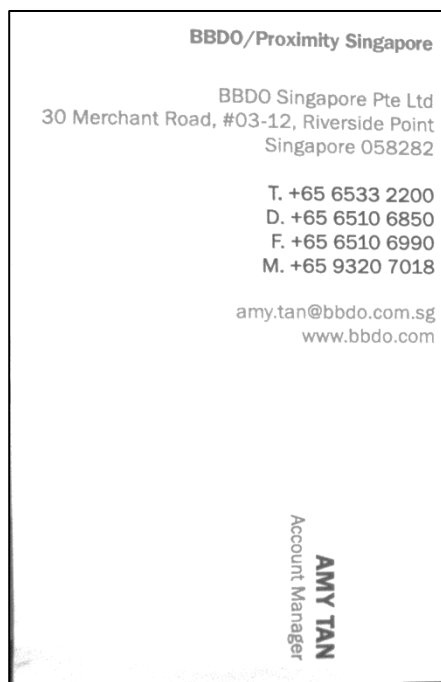 BBDO/Proximity Singapore
BBDO Singapore Pte Ltd
30 Merchant Road, #03-12, Riverside Point
Singapore 058282
T. +65 6533 2200
D. +65 6510 6850
F. +65 6510 6990
M. +65 9320 7018
amy.tan@bbdo.com.sg
www.bbdo.com
AMY TAN
Account Manager